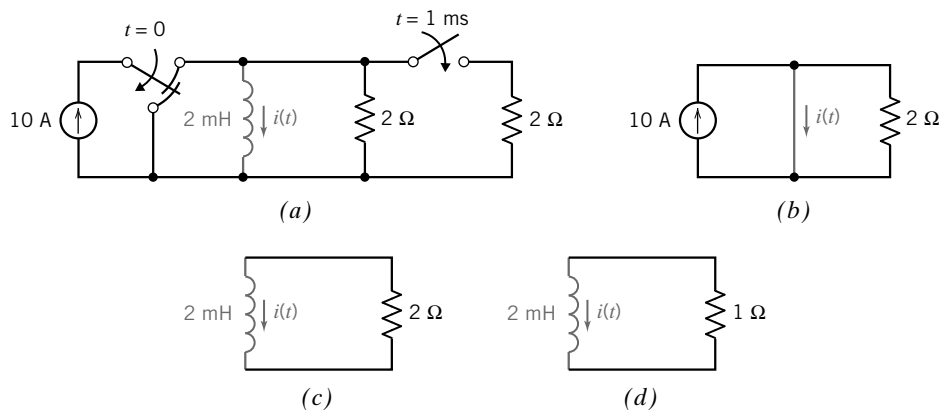 t = 0
t = 1 ms
10 A
2 mH
i(t)
2 Ω
2 Ω
(a)
10 A
i(t)
2 Ω
(b)
2 mH
i(t)
2 Ω
(c)
2 mH
i(t)
1 Ω
(d)